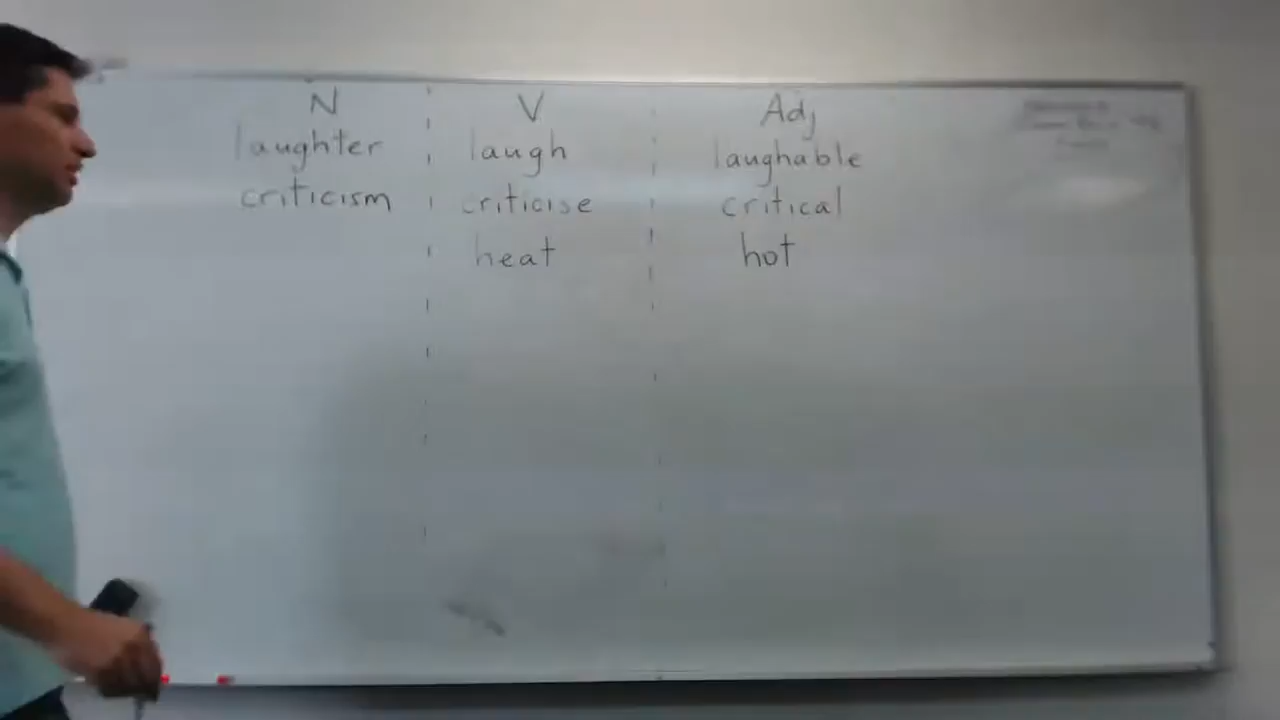 N V Adj
laughter laugh laughable
criticism criticise critical
heat hot